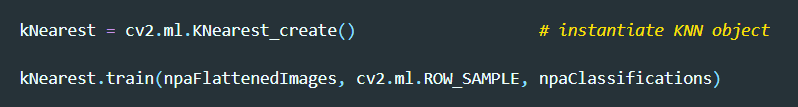 kNearest = cv2.ml.KNearest_create()                   # instantiate KNN object
kNearest.train(npaFlattenedImages, cv2.ml.ROW_SAMPLE, npaClassifications)